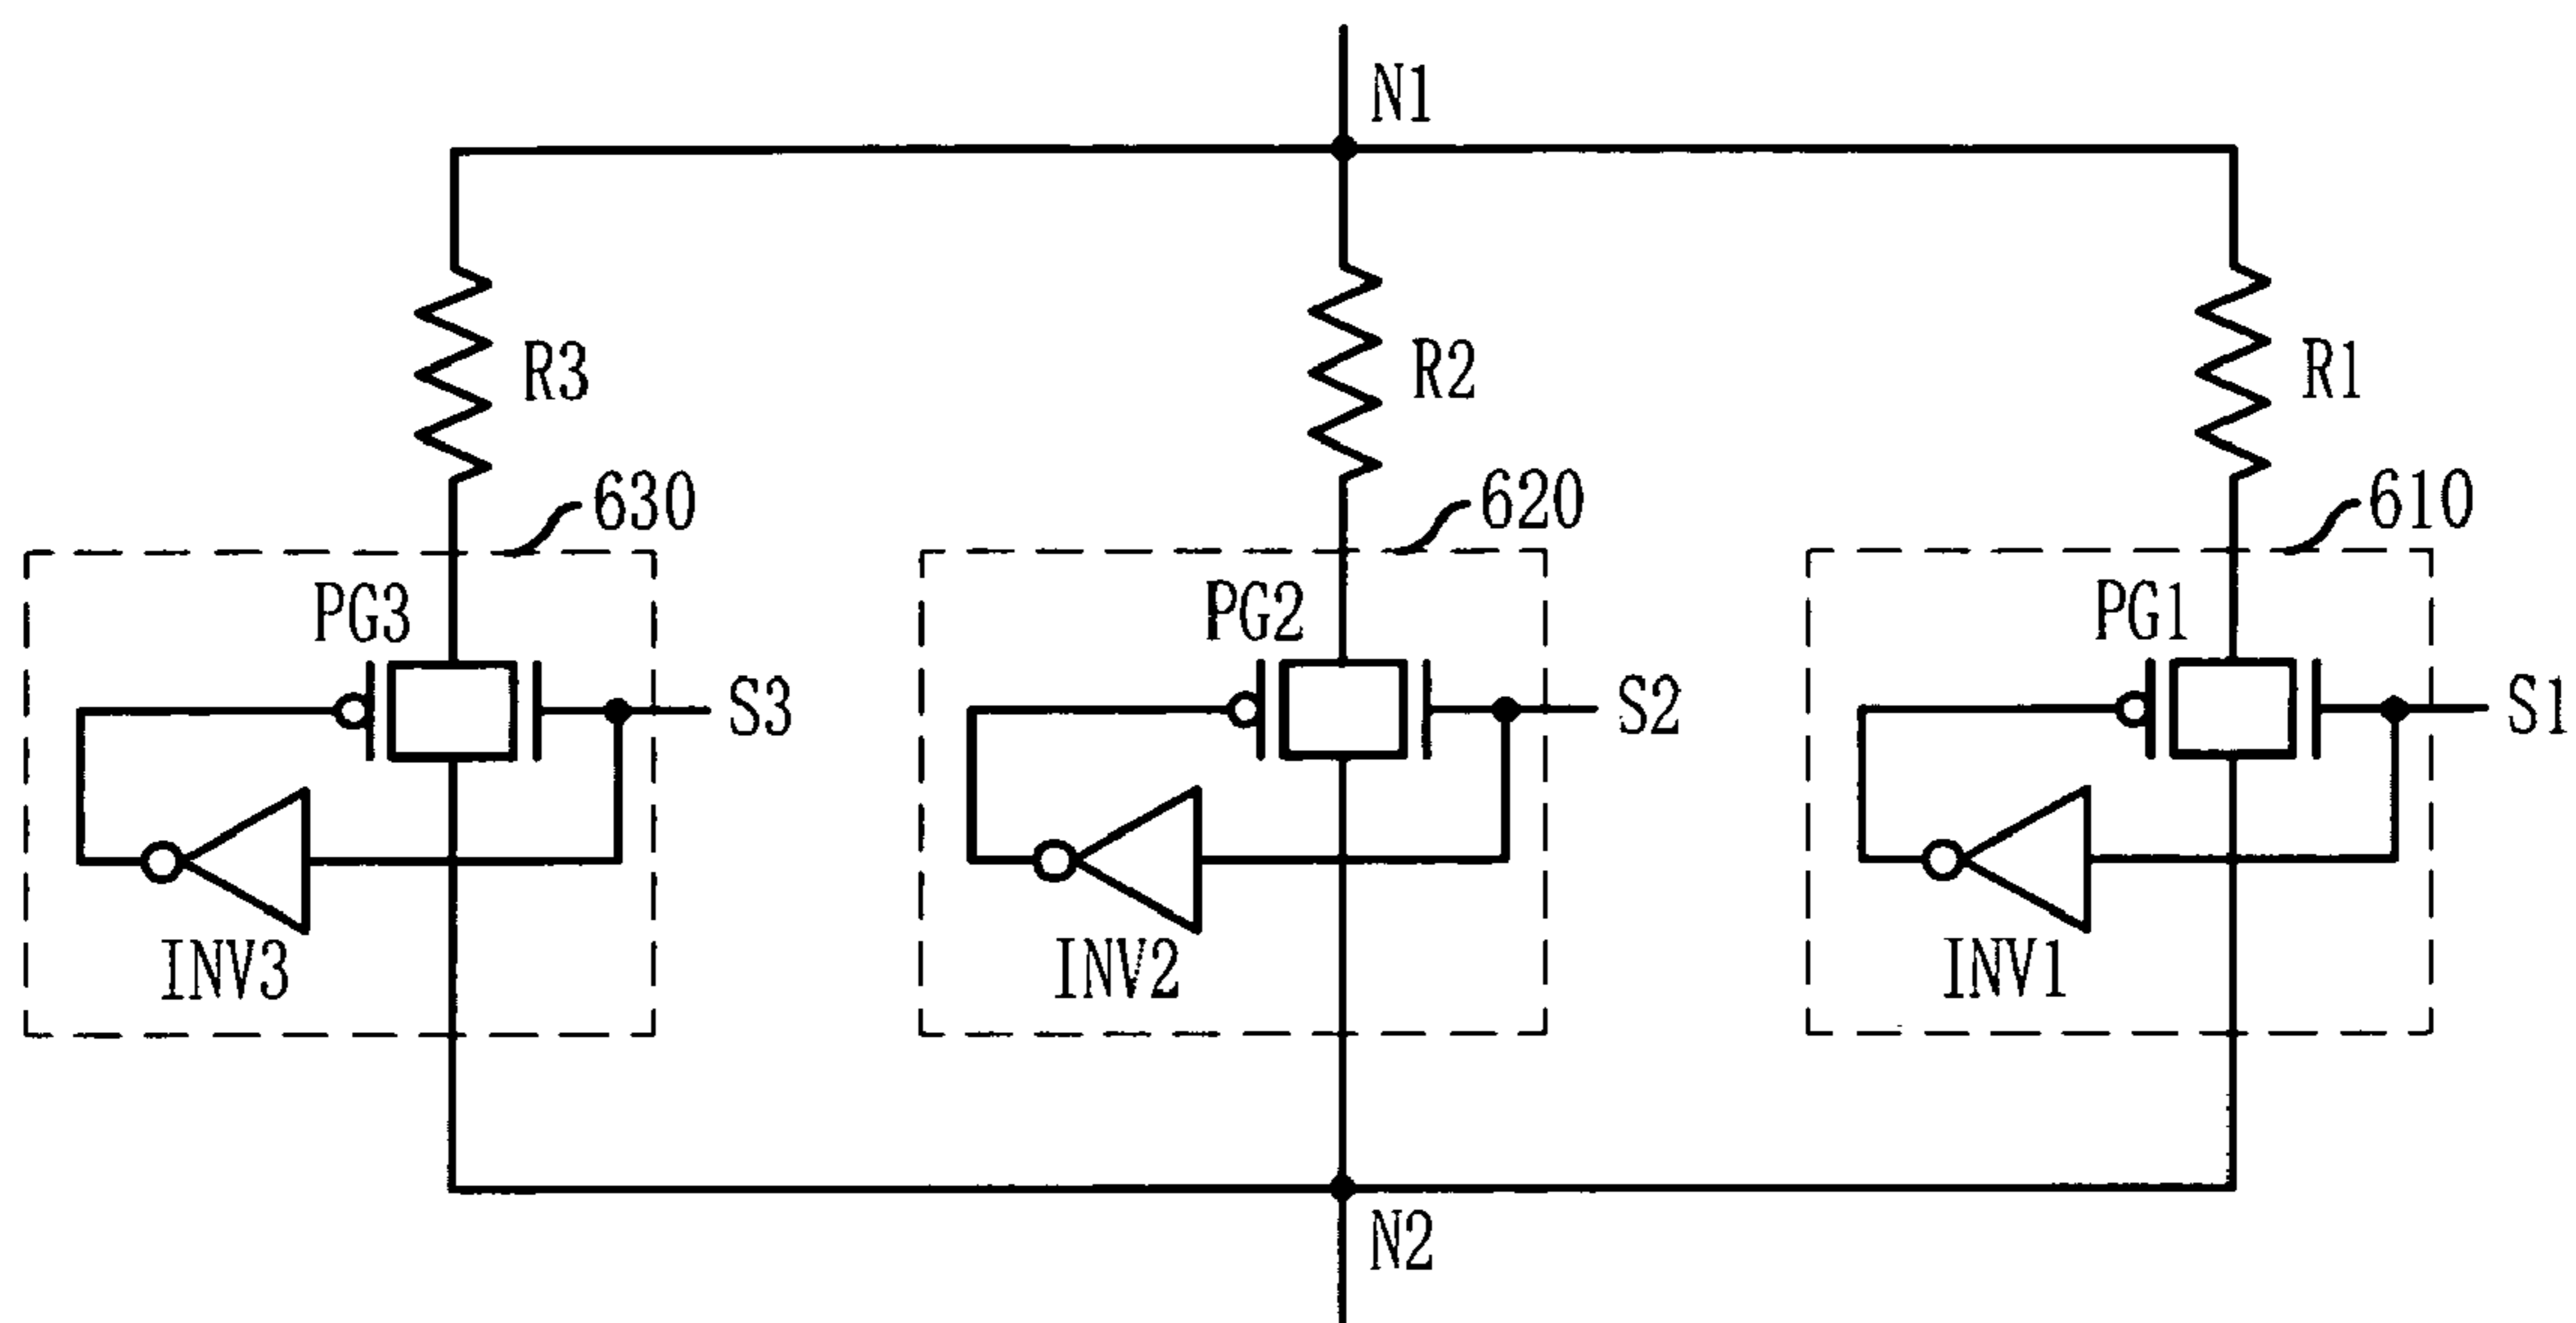 N1
R3
R2
R1
630
620
610
PG3
PG2
PG1
S3
S2
S1
INV3
INV2
INV1
N2